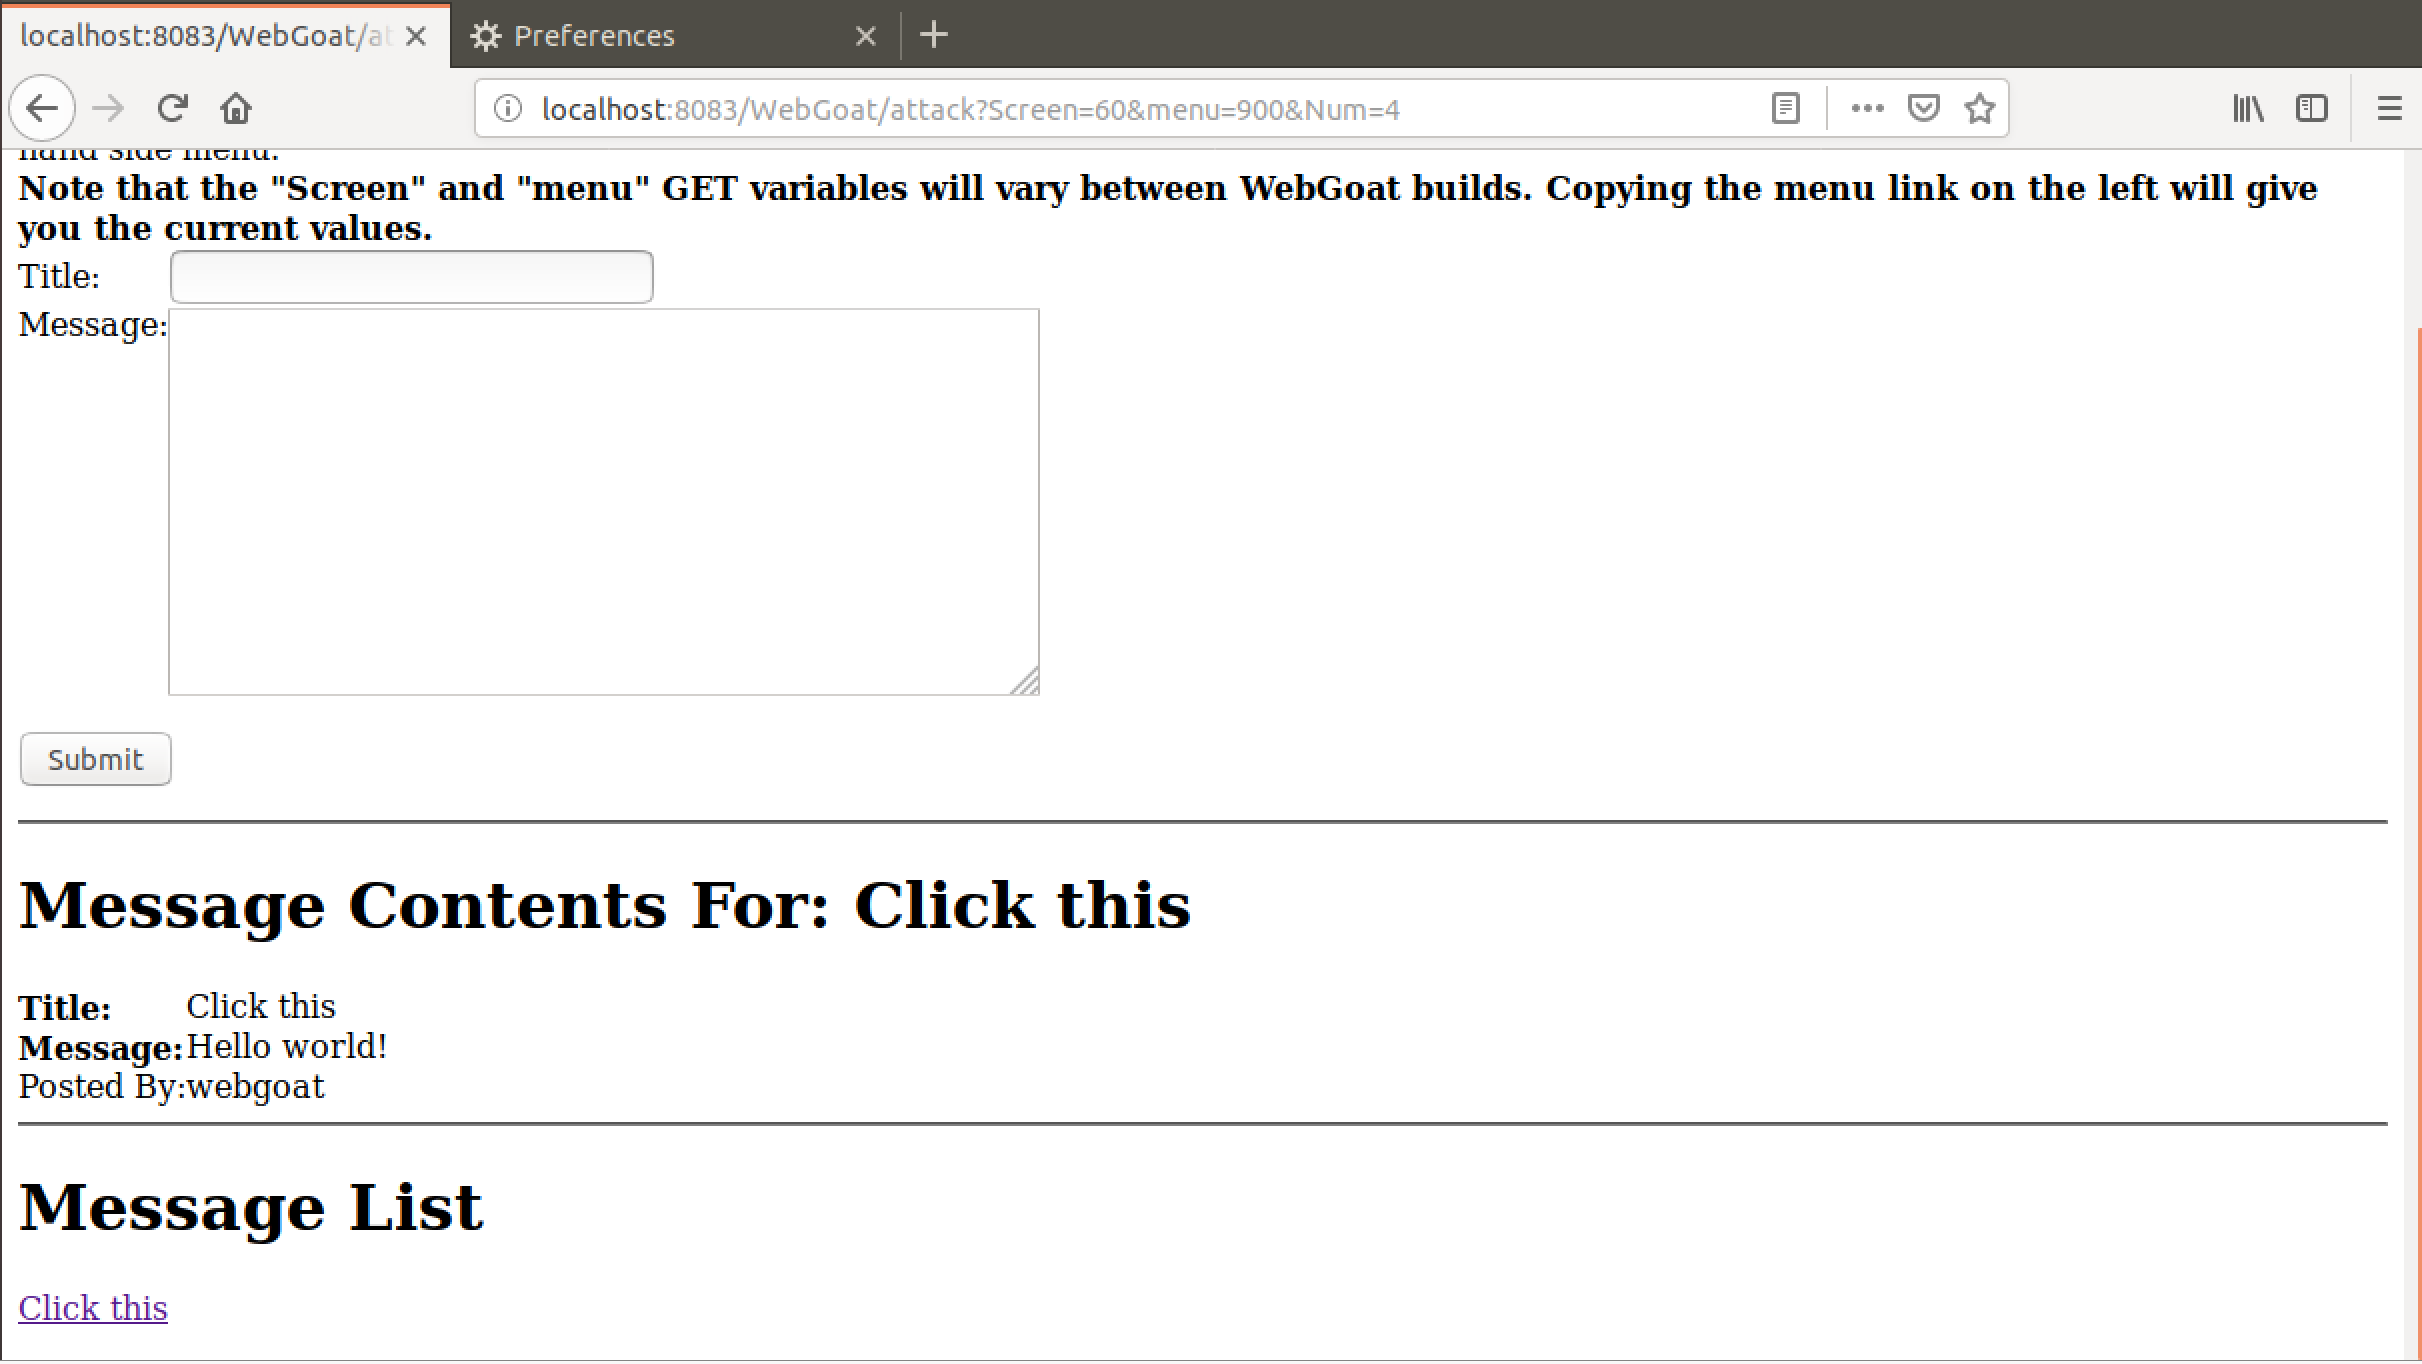 localhost:8083/WebGoat/at
Preferences
localhost:8083/WebGoat/attack?Screen=60&menu=900&Num=4
hand side menu.
Note that the "Screen" and "menu" GET variables will vary between WebGoat builds. Copying the menu link on the left will give
you the current values.
Title:
Message:
Submit
Message Contents For: Click this
Title: Click this
Message:Hello world!
Posted By:webgoat
Message List
Click this